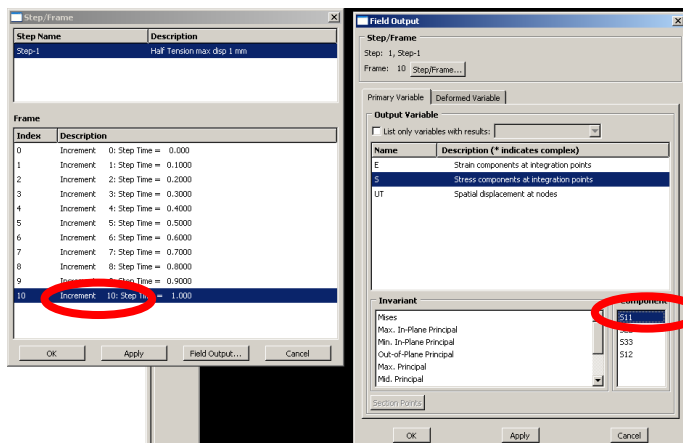 Step/Frame
Step Name Description
Step-1 Half Tension max disp 1 mm
Frame
Index Description
0 Increment 0: Step Time = 0.000
1 Increment 1: Step Time = 0.1000
2 Increment 2: Step Time = 0.2000
3 Increment 3: Step Time = 0.3000
4 Increment 4: Step Time = 0.4000
5 Increment 5: Step Time = 0.5000
6 Increment 6: Step Time = 0.6000
7 Increment 7: Step Time = 0.7000
8 Increment 8: Step Time = 0.8000
9 Increment Step Time = 0.9000
10 Increment 10: Step Time = 1.000
OK Apply Field Output... Cancel
Field Output
Step/Frame
Step: 1, Step-1
Frame: 10 Step/Frame...
Primary Variable Deformed Variable
Output Variable
List only variables with results:
Name Description (* indicates complex)
E Strain components at integration points
S Stress components at integration points
UT Spatial displacement at nodes
Invariant Component
Mises
Max. In-Plane Principal
Min. In-Plane Principal
Out-of-Plane Principal
Max. Principal
Mid. Principal
S11
S33
S12
Section Points
OK Apply Cancel